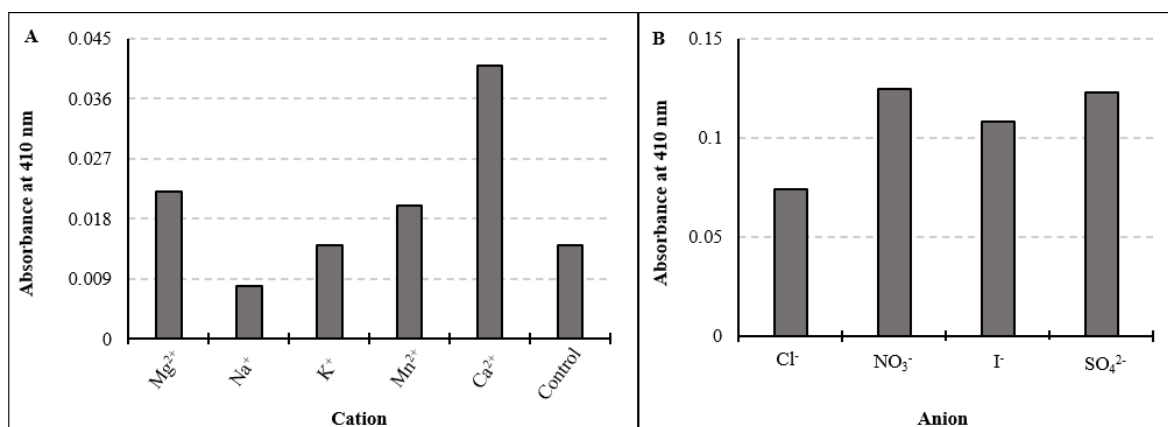 A
Absorbance at 410 nm
0.045
0.036
0.027
0.018
0.009
0
Mg²⁺
Na⁺
K⁺
Mn²⁺
Ca²⁺
Control
Cation
B
Absorbance at 410 nm
0.15
0.1
0.05
0
Cl⁻
NO₃⁻
I⁻
SO₄²⁻
Anion